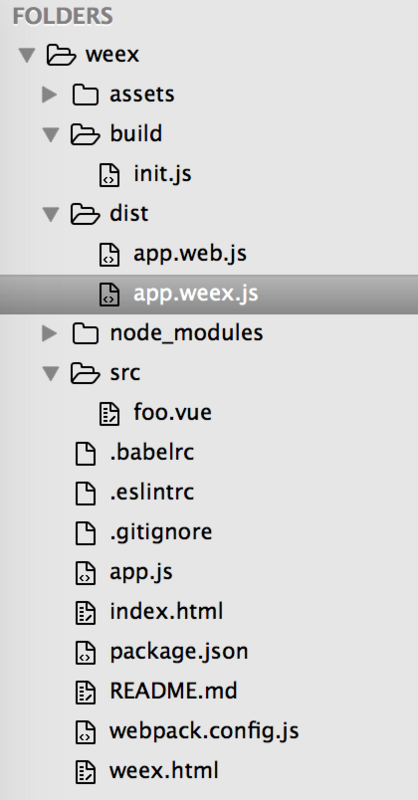 FOLDERS
weex
assets
build
init.js
dist
app.web.js
app.weex.js
node_modules
src
foo.vue
.babelrc
.eslintrc
.gitignore
app.js
index.html
package.json
README.md
webpack.config.js
weex.html